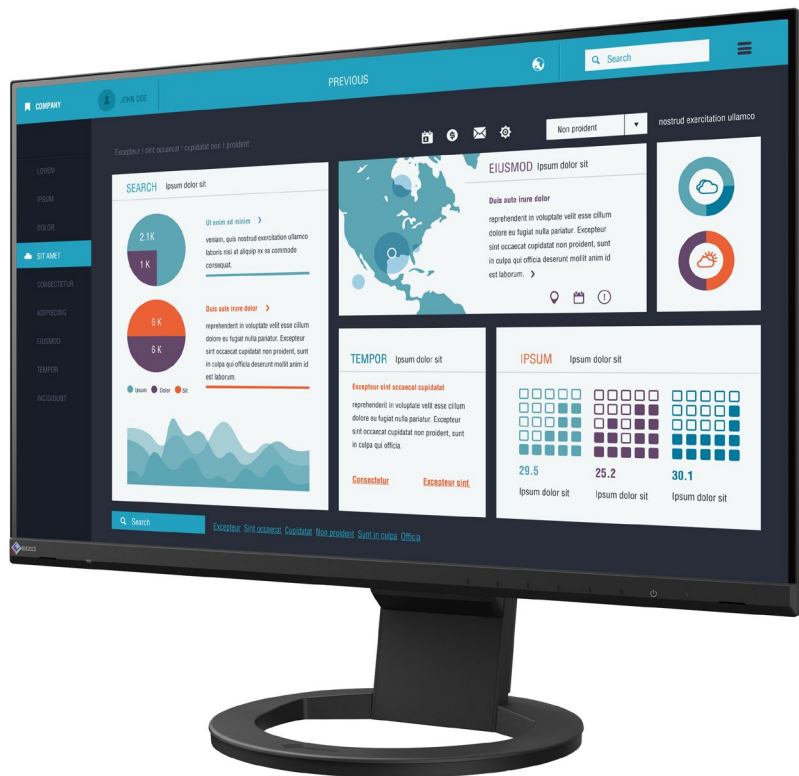 COMPANY
JOHN DOE
PREVIOUS
Search
Excepteur I sint occaecat I cupidatat non I proident
Non proident
nostrud exercitation ullamco
LOREM
IPSUM
DOLOR
SIT AMET
CONSECTETUR
ADIPISCING
EIUSMOD
TEMPOR
INCIDIDUBT
SEARCH Ipsum dolor sit
2.1 K
1 K
Ut enim ad minim >
veniam, quis nostrud exercitation ullamco
laboris nisi ut aliquip ex ea commodo
consequat.
6 K
6 K
Duis aute irure dolor >
reprehenderit in voluptate velit esse cillum
dolore eu fugiat nulla pariatur. Excepteur
sint occaecat cupidatat non proident, sunt
in culpa qui officia deserunt mollit anim id
est laborum.
Ipsum Dolor Sit
EIUSMOD Ipsum dolor sit
Duis aute irure dolor
reprehenderit in voluptate velit esse cillum
dolore eu fugiat nulla pariatur. Excepteur
sint occaecat cupidatat non proident, sunt
in culpa qui officia deserunt mollit anim id
est laborum. >
TEMPOR Ipsum dolor sit
Excepteur sint occaecat cupidatat
reprehenderit in voluptate velit esse cillum
dolore eu fugiat nulla pariatur. Excepteur
sint occaecat cupidatat non proident, sunt
in culpa qui officia.
Consectetur Excepteur sint
IPSUM Ipsum dolor sit
29.5
Ipsum dolor sit
25.2
Ipsum dolor sit
30.1
Ipsum dolor sit
Search
Excepteur Sint occaecat Cupidatat Non proident Sunt in culpa Officia